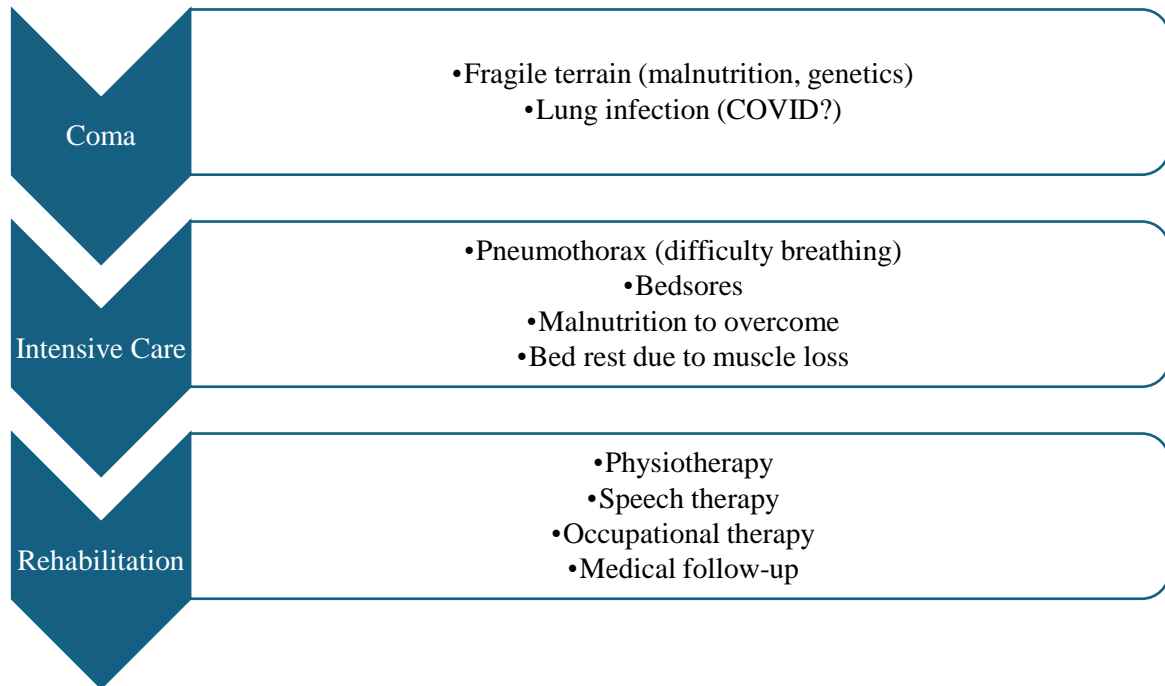 Coma
•Fragile terrain (malnutrition, genetics)
•Lung infection (COVID?)
Intensive Care
•Pneumothorax (difficulty breathing)
•Bedsores
•Malnutrition to overcome
•Bed rest due to muscle loss
Rehabilitation
•Physiotherapy
•Speech therapy
•Occupational therapy
•Medical follow-up